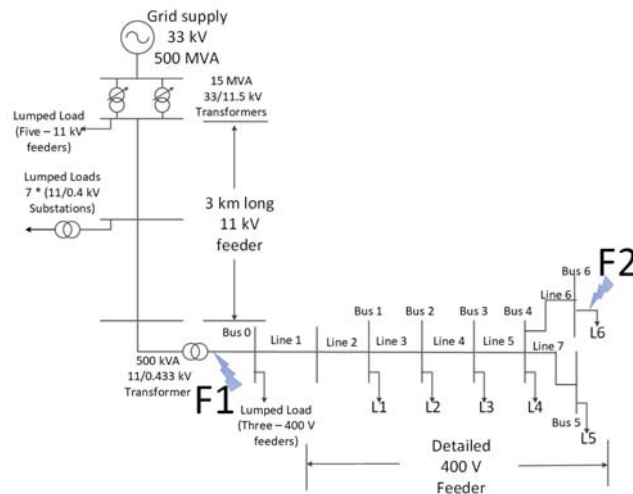 Grid supply
33 kV
500 MVA
15 MVA
33/11.5 kV
Transformers
Lumped Load
(Five – 11 kV
feeders)
Lumped Loads
7 * (11/0.4 kV
Substations)
3 km long
11 kV
feeder
F2
Bus 6
Line 6
L6
Bus 0
Bus 1
Bus 2
Bus 3
Bus 4
Line 1
Line 2
Line 3
Line 4
Line 5
Line 7
500 kVA
11/0.433 kV
Transformer
F1
Lumped Load
(Three – 400 V
feeders)
L1
L2
L3
L4
Bus 5
L5
Detailed
400 V
Feeder